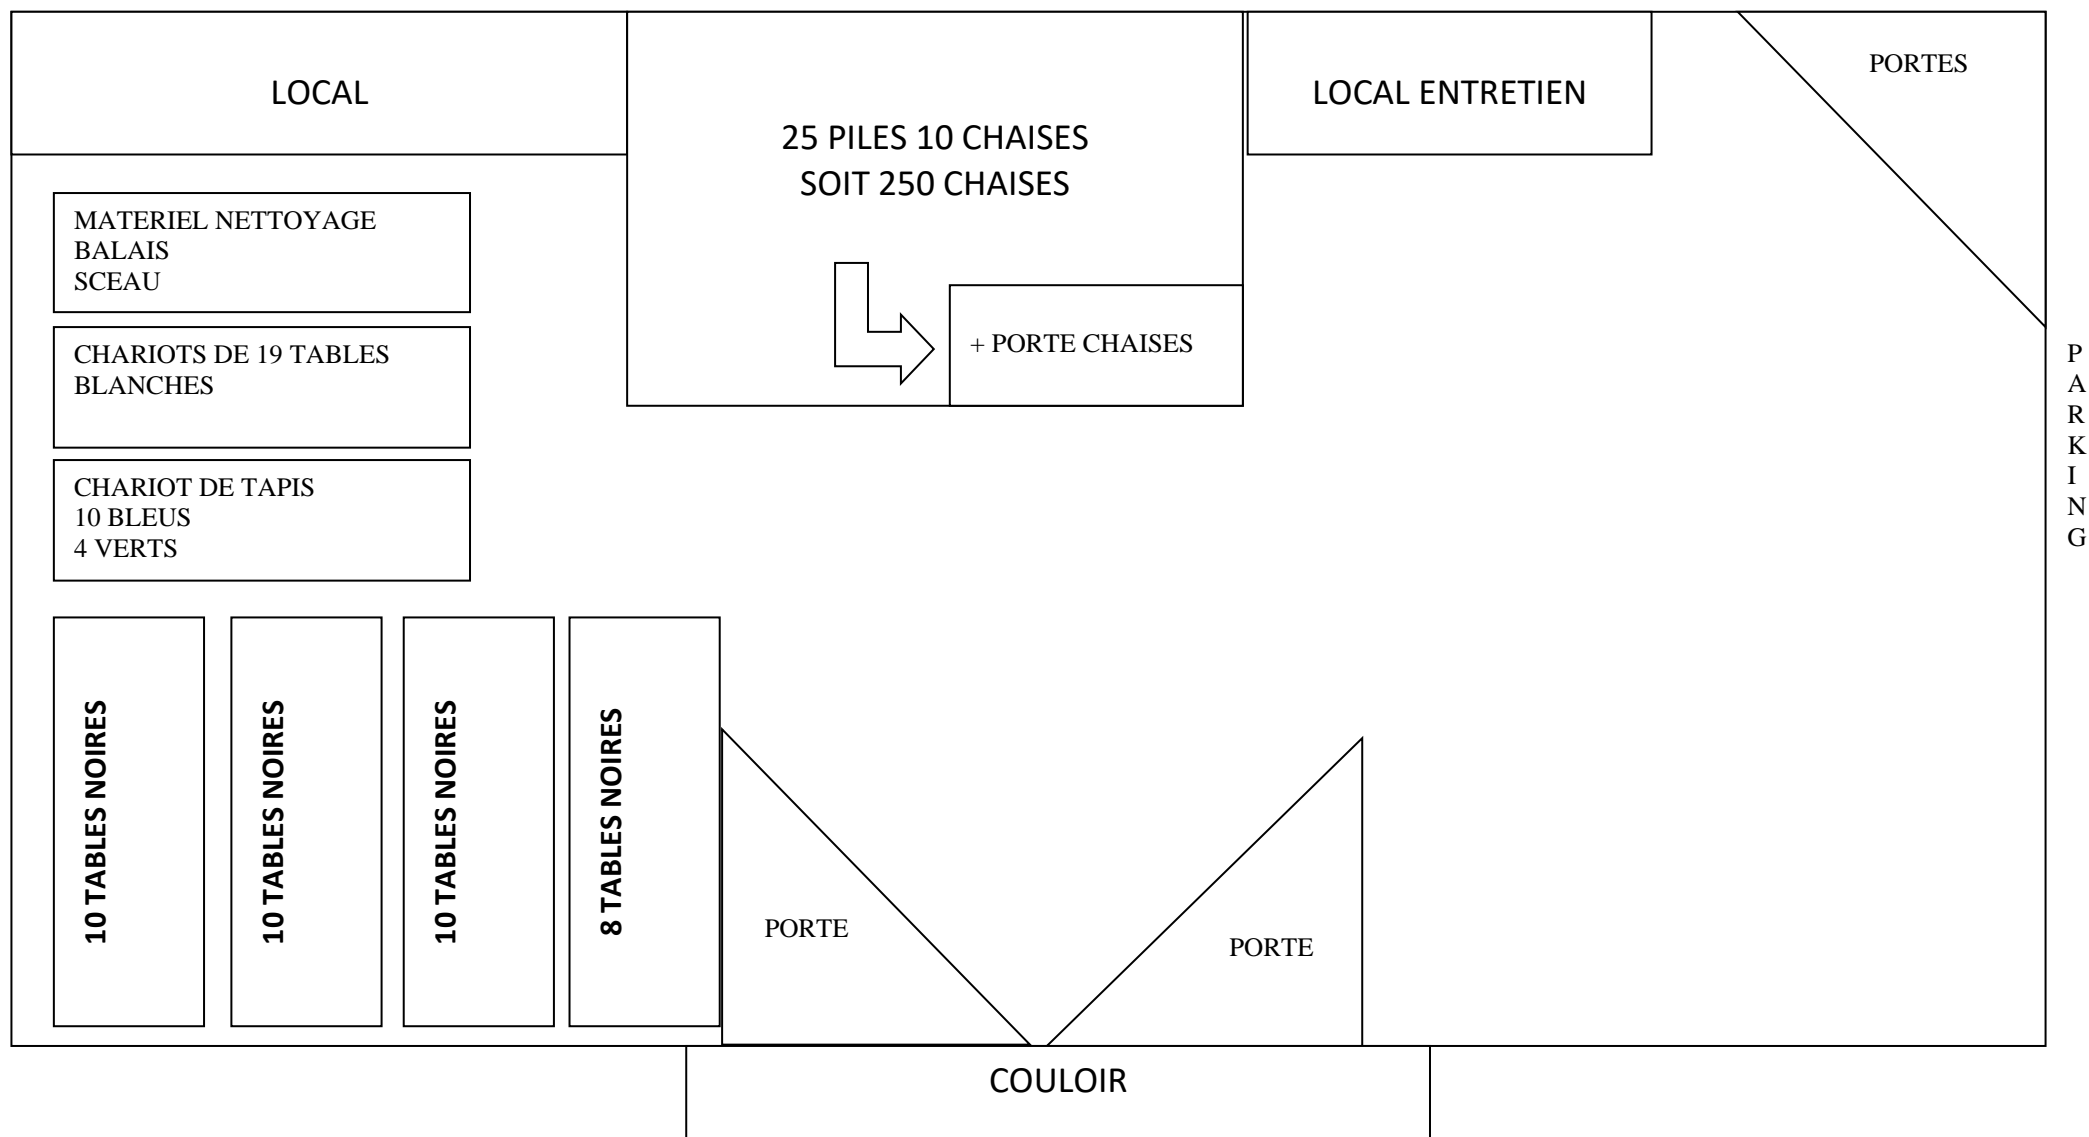 LOCAL
25 PILES 10 CHAISES
SOIT 250 CHAISES
LOCAL ENTRETIEN
PORTES
MATERIEL NETTOYAGE
BALAIS
SCEAU
+ PORTE CHAISES
CHARIOTS DE 19 TABLES
BLANCHES
P
A
R
K
I
N
G
CHARIOT DE TAPIS
10 BLEUS
4 VERTS
10 TABLES NOIRES
10 TABLES NOIRES
10 TABLES NOIRES
8 TABLES NOIRES
PORTE
PORTE
COULOIR